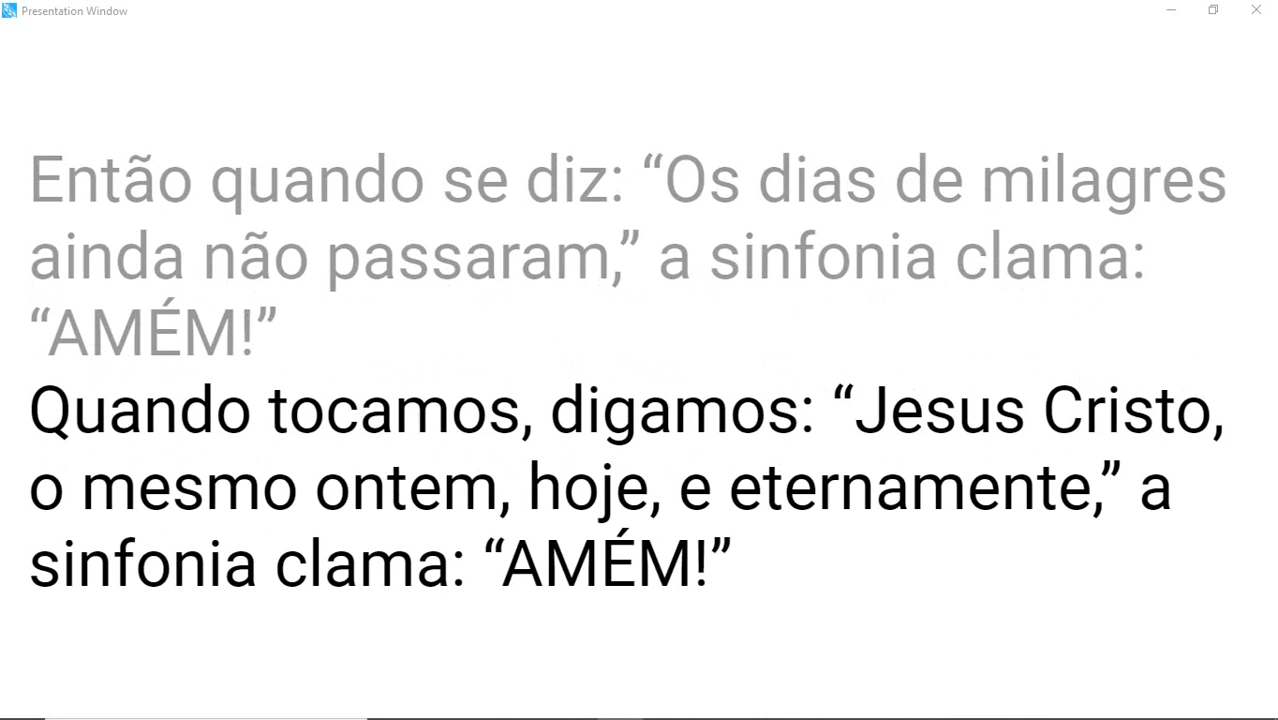 Presentation Window
Então quando se diz: “Os dias de milagres
ainda não passaram,” a sinfonia clama:
“AMÉM!”
Quando tocamos, digamos: “Jesus Cristo,
o mesmo ontem, hoje, e eternamente,” a
sinfonia clama: “AMÉM!”